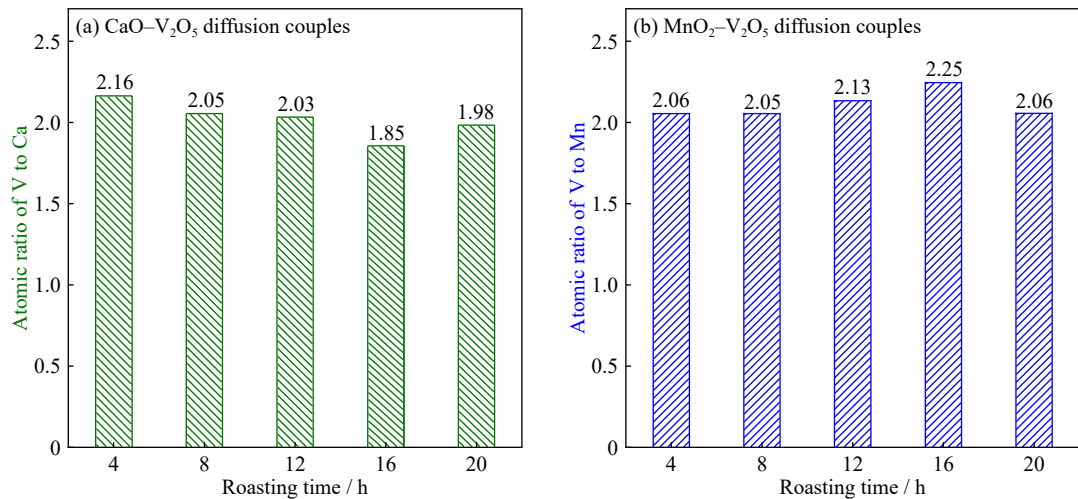 (a) CaO–V₂O₅ diffusion couples
Atomic ratio of V to Ca
2.5
2.0
1.5
1.0
0.5
0
2.16
2.05
2.03
1.85
1.98
4 8 12 16 20
Roasting time / h
(b) MnO₂–V₂O₅ diffusion couples
Atomic ratio of V to Mn
2.5
2.0
1.5
1.0
0.5
0
2.06
2.05
2.13
2.25
2.06
4 8 12 16 20
Roasting time / h